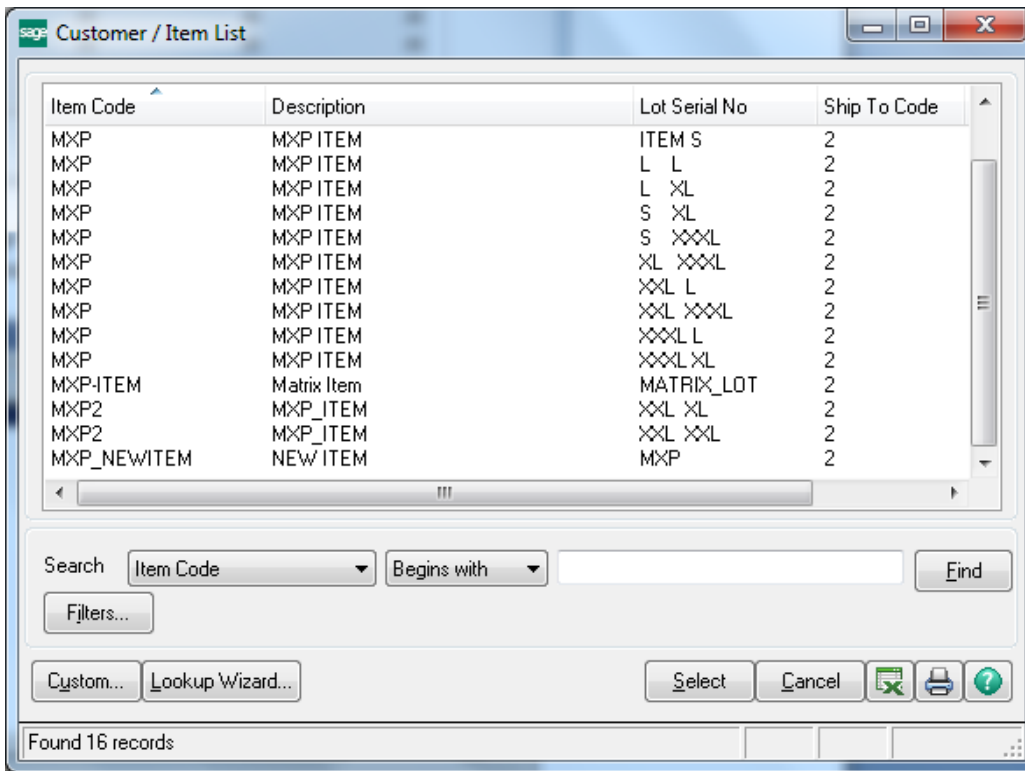 sage Customer / Item List
Item Code Description Lot Serial No Ship To Code
MXP MXP ITEM ITEM S 2
MXP MXP ITEM L L 2
MXP MXP ITEM L XL 2
MXP MXP ITEM S XL 2
MXP MXP ITEM S XXXL 2
MXP MXP ITEM XL XXXL 2
MXP MXP ITEM XXL L 2
MXP MXP ITEM XXL XXXL 2
MXP MXP ITEM XXXL L 2
MXP MXP ITEM XXXL XL 2
MXP-ITEM Matrix Item MATRIX_LOT 2
MXP2 MXP_ITEM XXL XL 2
MXP2 MXP_ITEM XXL XXL 2
MXP_NEWITEM NEW ITEM MXP 2
Search Item Code Begins with Find
Filters...
Custom... Lookup Wizard... Select Cancel
Found 16 records